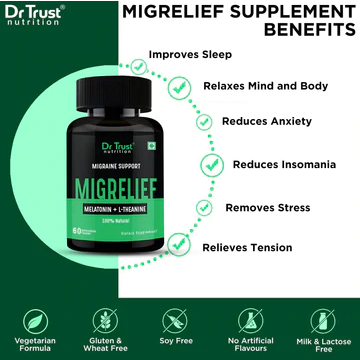 Dr Trust®
nutrition
MIGRELIEF SUPPLEMENT
BENEFITS
Improves Sleep
Relaxes Mind and Body
Reduces Anxiety
Reduces Insomania
Removes Stress
Relieves Tension
Dr Trust®
nutrition
MIGRAINE SUPPORT
MIGRELIEF
MELATONIN + L-THEANINE
100% Natural
60
Vegetarian
Formula
Gluten &
Wheat Free
Soy Free
No Artificial
Flavours
Milk & Lactose
Free